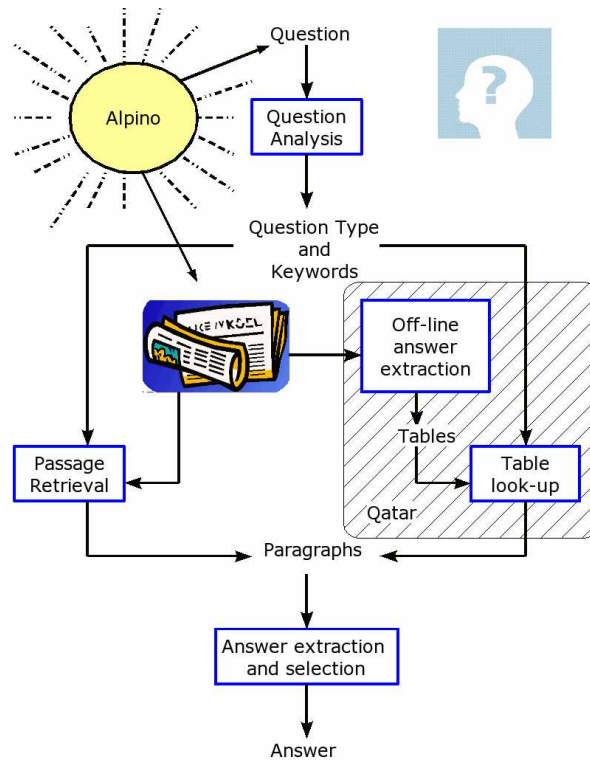 Question
?
Alpino
Question
Analysis
Question Type
and
Keywords
Off-line
answer
extraction
Tables
Passage
Retrieval
Table
look-up
Qatar
Paragraphs
Answer extraction
and selection
Answer